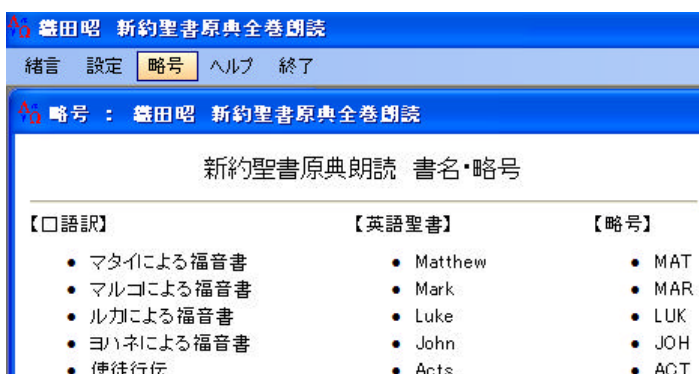 織田昭 新約聖書原典全巻朗読
緒言 設定 略号 ヘルプ 終了
略号 : 織田昭 新約聖書原典全巻朗読
新約聖書原典朗読 書名・略号
【口語訳】 【英語聖書】 【略号】
• マタイによる福音書 • Matthew • MAT
• マルコによる福音書 • Mark • MAR
• ルカによる福音書 • Luke • LUK
• ヨハネによる福音書 • John • JOH
• 使徒行伝 • Acts • ACT